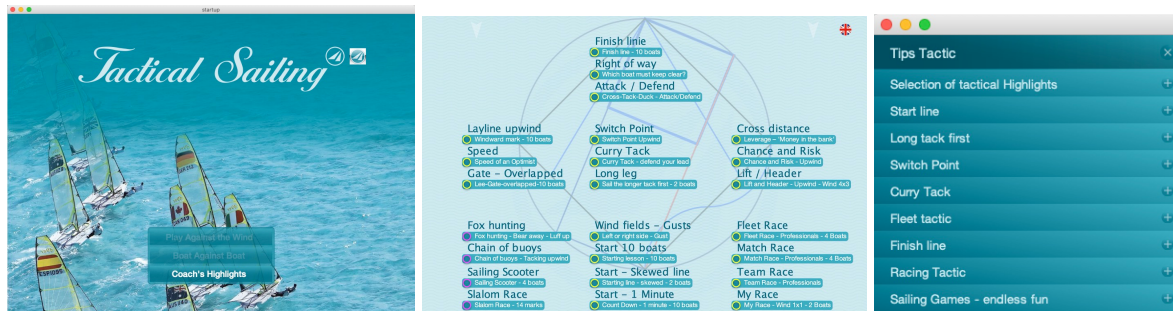 startup
Tactical Sailing
Play Against the Wind
Boat Against Boat
Coach's Highlights
Finish linie
Finish line - 10 boats
Right of way
Which boat must keep clear?
Attack / Defend
Cross-Tack-Duck - Attack/Defend
Layline upwind
Windward mark - 10 boats
Speed
Speed of an Optimist
Gate - Overlapped
Lee-Gate-overlapped-10 boats
Switch Point
Switch Point Upwind
Curry Tack
Curry Tack - defend your lead
Long leg
Sail the longer tack first - 2 boats
Cross distance
Leverage – 'Money in the bank'
Chance and Risk
Chance and Risk - Upwind
Lift / Header
Lift and Header - Upwind - Wind 4x3
Fox hunting
Fox hunting - Bear away - Luff up
Chain of buoys
Chain of buoys - Tacking upwind
Sailing Scooter
Sailing Scooter - 4 boats
Slalom Race
Slalom Race - 14 marks
Wind fields - Gusts
Left or right side - Gust
Start 10 boats
Starting lesson - 10 boats
Start - Skewed line
Starting line - skewed - 2 boats
Start - 1 Minute
Count Down - 1 minute - 10 boats
Fleet Race
Fleet Race - Professionals - 4 Boats
Match Race
Match Race - Professionals - 4 Boats
Team Race
Team Race - Professionals
My Race
My Race - Wind 1x1 - 2 Boats
Tips Tactic
Selection of tactical Highlights
Start line
Long tack first
Switch Point
Curry Tack
Fleet tactic
Finish line
Racing Tactic
Sailing Games - endless fun